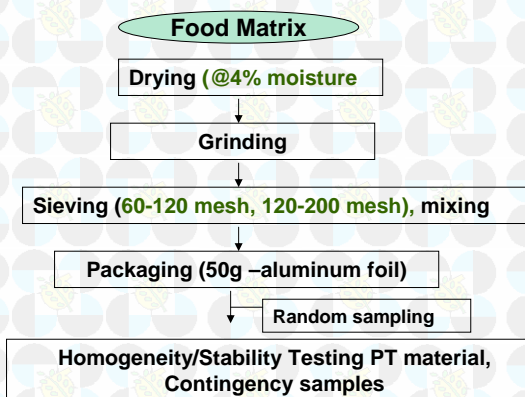 Food Matrix
Drying (@4% moisture
Grinding
Sieving (60-120 mesh, 120-200 mesh), mixing
Packaging (50g –aluminum foil)
Random sampling
Homogeneity/Stability Testing PT material,
Contingency samples